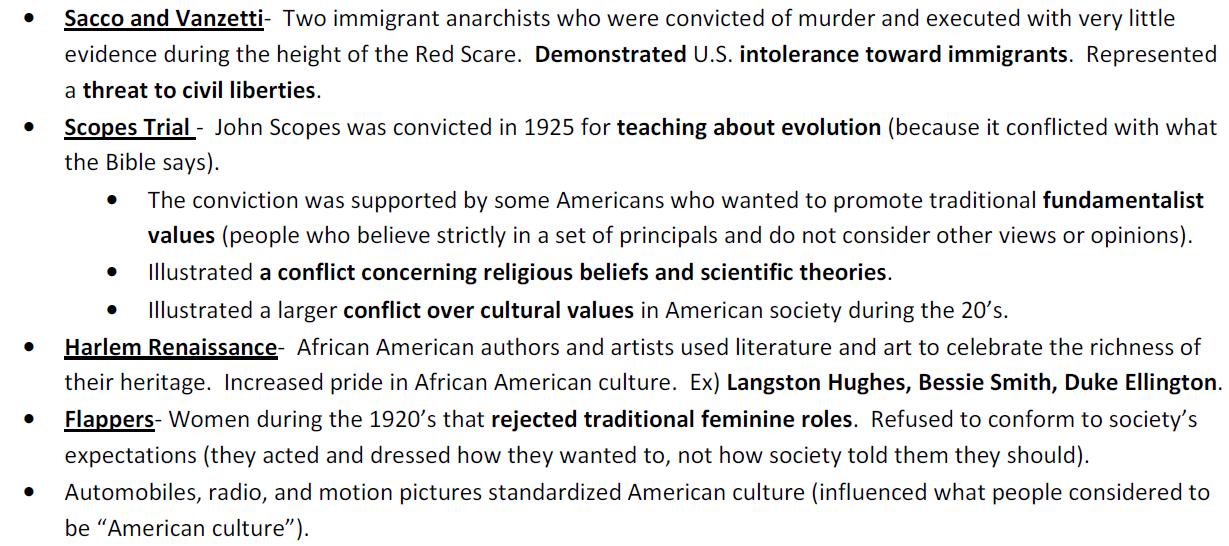 • Sacco and Vanzetti-  Two immigrant anarchists who were convicted of murder and executed with very little
evidence during the height of the Red Scare.  Demonstrated U.S. intolerance toward immigrants.  Represented
a threat to civil liberties.
• Scopes Trial -  John Scopes was convicted in 1925 for teaching about evolution (because it conflicted with what
the Bible says).
• The conviction was supported by some Americans who wanted to promote traditional fundamentalist
values (people who believe strictly in a set of principals and do not consider other views or opinions).
• Illustrated a conflict concerning religious beliefs and scientific theories.
• Illustrated a larger conflict over cultural values in American society during the 20’s.
• Harlem Renaissance-  African American authors and artists used literature and art to celebrate the richness of
their heritage.  Increased pride in African American culture.  Ex) Langston Hughes, Bessie Smith, Duke Ellington.
• Flappers- Women during the 1920’s that rejected traditional feminine roles.  Refused to conform to society’s
expectations (they acted and dressed how they wanted to, not how society told them they should).
• Automobiles, radio, and motion pictures standardized American culture (influenced what people considered to
be “American culture”).